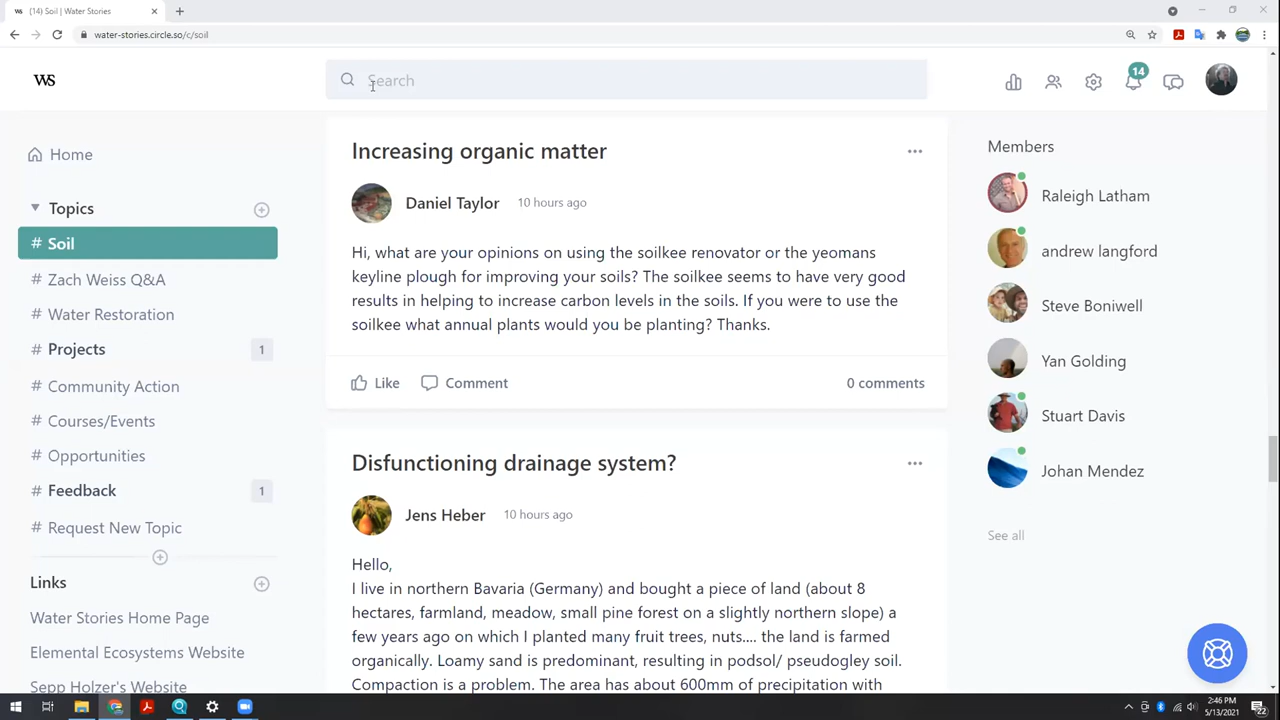 (14) Soil | Water Stories
water-stories.circle.so/c/soil
WS
Search
14
Home
Topics
# Soil
# Zach Weiss Q&A
# Water Restoration
# Projects 1
# Community Action
# Courses/Events
# Opportunities
# Feedback 1
# Request New Topic
Links
Water Stories Home Page
Elemental Ecosystems Website
Sepp Holzer's Website
Increasing organic matter
Daniel Taylor 10 hours ago
Hi, what are your opinions on using the soilkee renovator or the yeomans
keyline plough for improving your soils? The soilkee seems to have very good
results in helping to increase carbon levels in the soils. If you were to use the
soilkee what annual plants would you be planting? Thanks.
Like Comment 0 comments
Disfunctioning drainage system?
Jens Heber 10 hours ago
Hello,
I live in northern Bavaria (Germany) and bought a piece of land (about 8
hectares, farmland, meadow, small pine forest on a slightly northern slope) a
few years ago on which I planted many fruit trees, nuts.... the land is farmed
organically. Loamy sand is predominant, resulting in podsol/ pseudogley soil.
Compaction is a problem. The area has about 600mm of precipitation with
Members
Raleigh Latham
andrew langford
Steve Boniwell
Yan Golding
Stuart Davis
Johan Mendez
See all
2:46 PM
5/13/2021
22